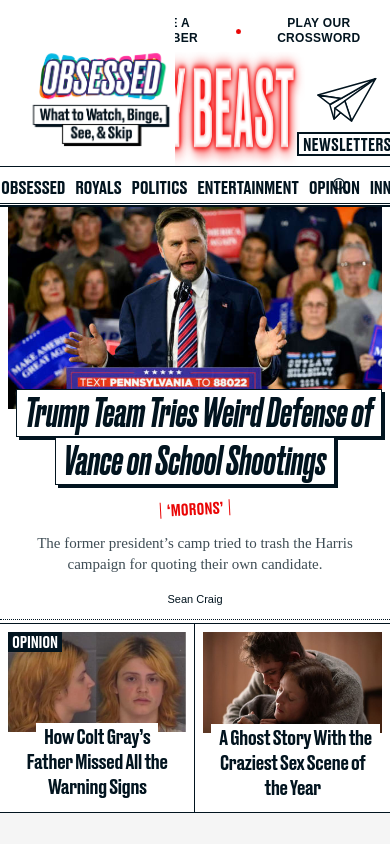 PLAY OUR
CROSSWORD
OBSESSED
What to Watch, Binge,
See, & Skip
BEAST
NEWSLETTERS
OBSESSED ROYALS POLITICS ENTERTAINMENT OPINION INN
MAKE AMERICA
TEXT PENNSYLVANIA TO 88022
OUTLAW
HILLBILLY
2024
Trump Team Tries Weird Defense of
Vance on School Shootings
‘MORONS’
The former president’s camp tried to trash the Harris
campaign for quoting their own candidate.
Sean Craig
OPINION
How Colt Gray’s
Father Missed All the
Warning Signs
A Ghost Story With the
Craziest Sex Scene of
the Year